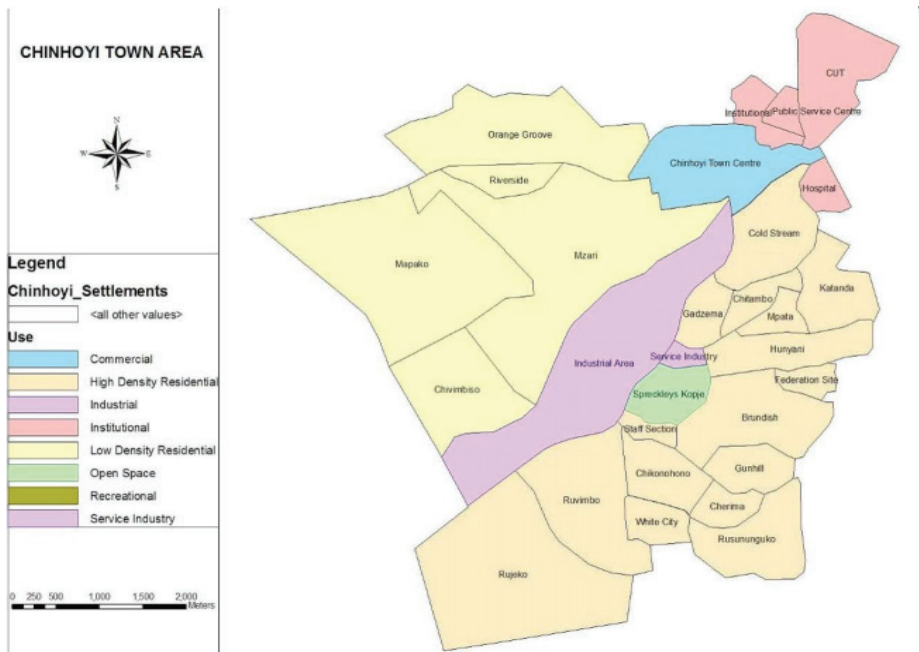 CHINHOYI TOWN AREA
N
W
E
S
Legend
Chinhoyi_Settlements
<all other values>
Use
Commercial
High Density Residential
Industrial
Institutional
Low Density Residential
Open Space
Recreational
Service Industry
0 250 500 1,000 1,500 2,000
Meters
CUT
Institutional
Public
Service Centre
Orange Groove
Chinhoyi Town Centre
Riverside
Hospital
Cold Stream
Mapako
Mzari
Katanda
Chitambo
Gadzema
Mpata
Hunyani
Service Industry
Industrial Area
Federation Site
Chivimbiso
Spreckleys Kopje
Brundish
Staff Section
Gunhill
Chikonohono
Ruvimbo
Cherima
White City
Rusununguko
Rujeko